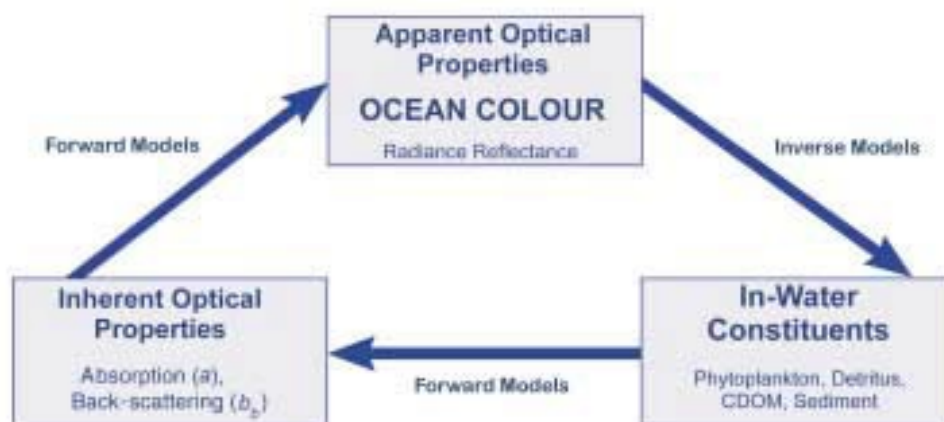 Apparent Optical
Properties
OCEAN COLOUR
Radiance Reflectance
Forward Models
Inverse Models
Inherent Optical
Properties
Absorption (a),
Back-scattering (b_b)
Forward Models
In-Water
Constituents
Phytoplankton, Detritus,
CDOM, Sediment